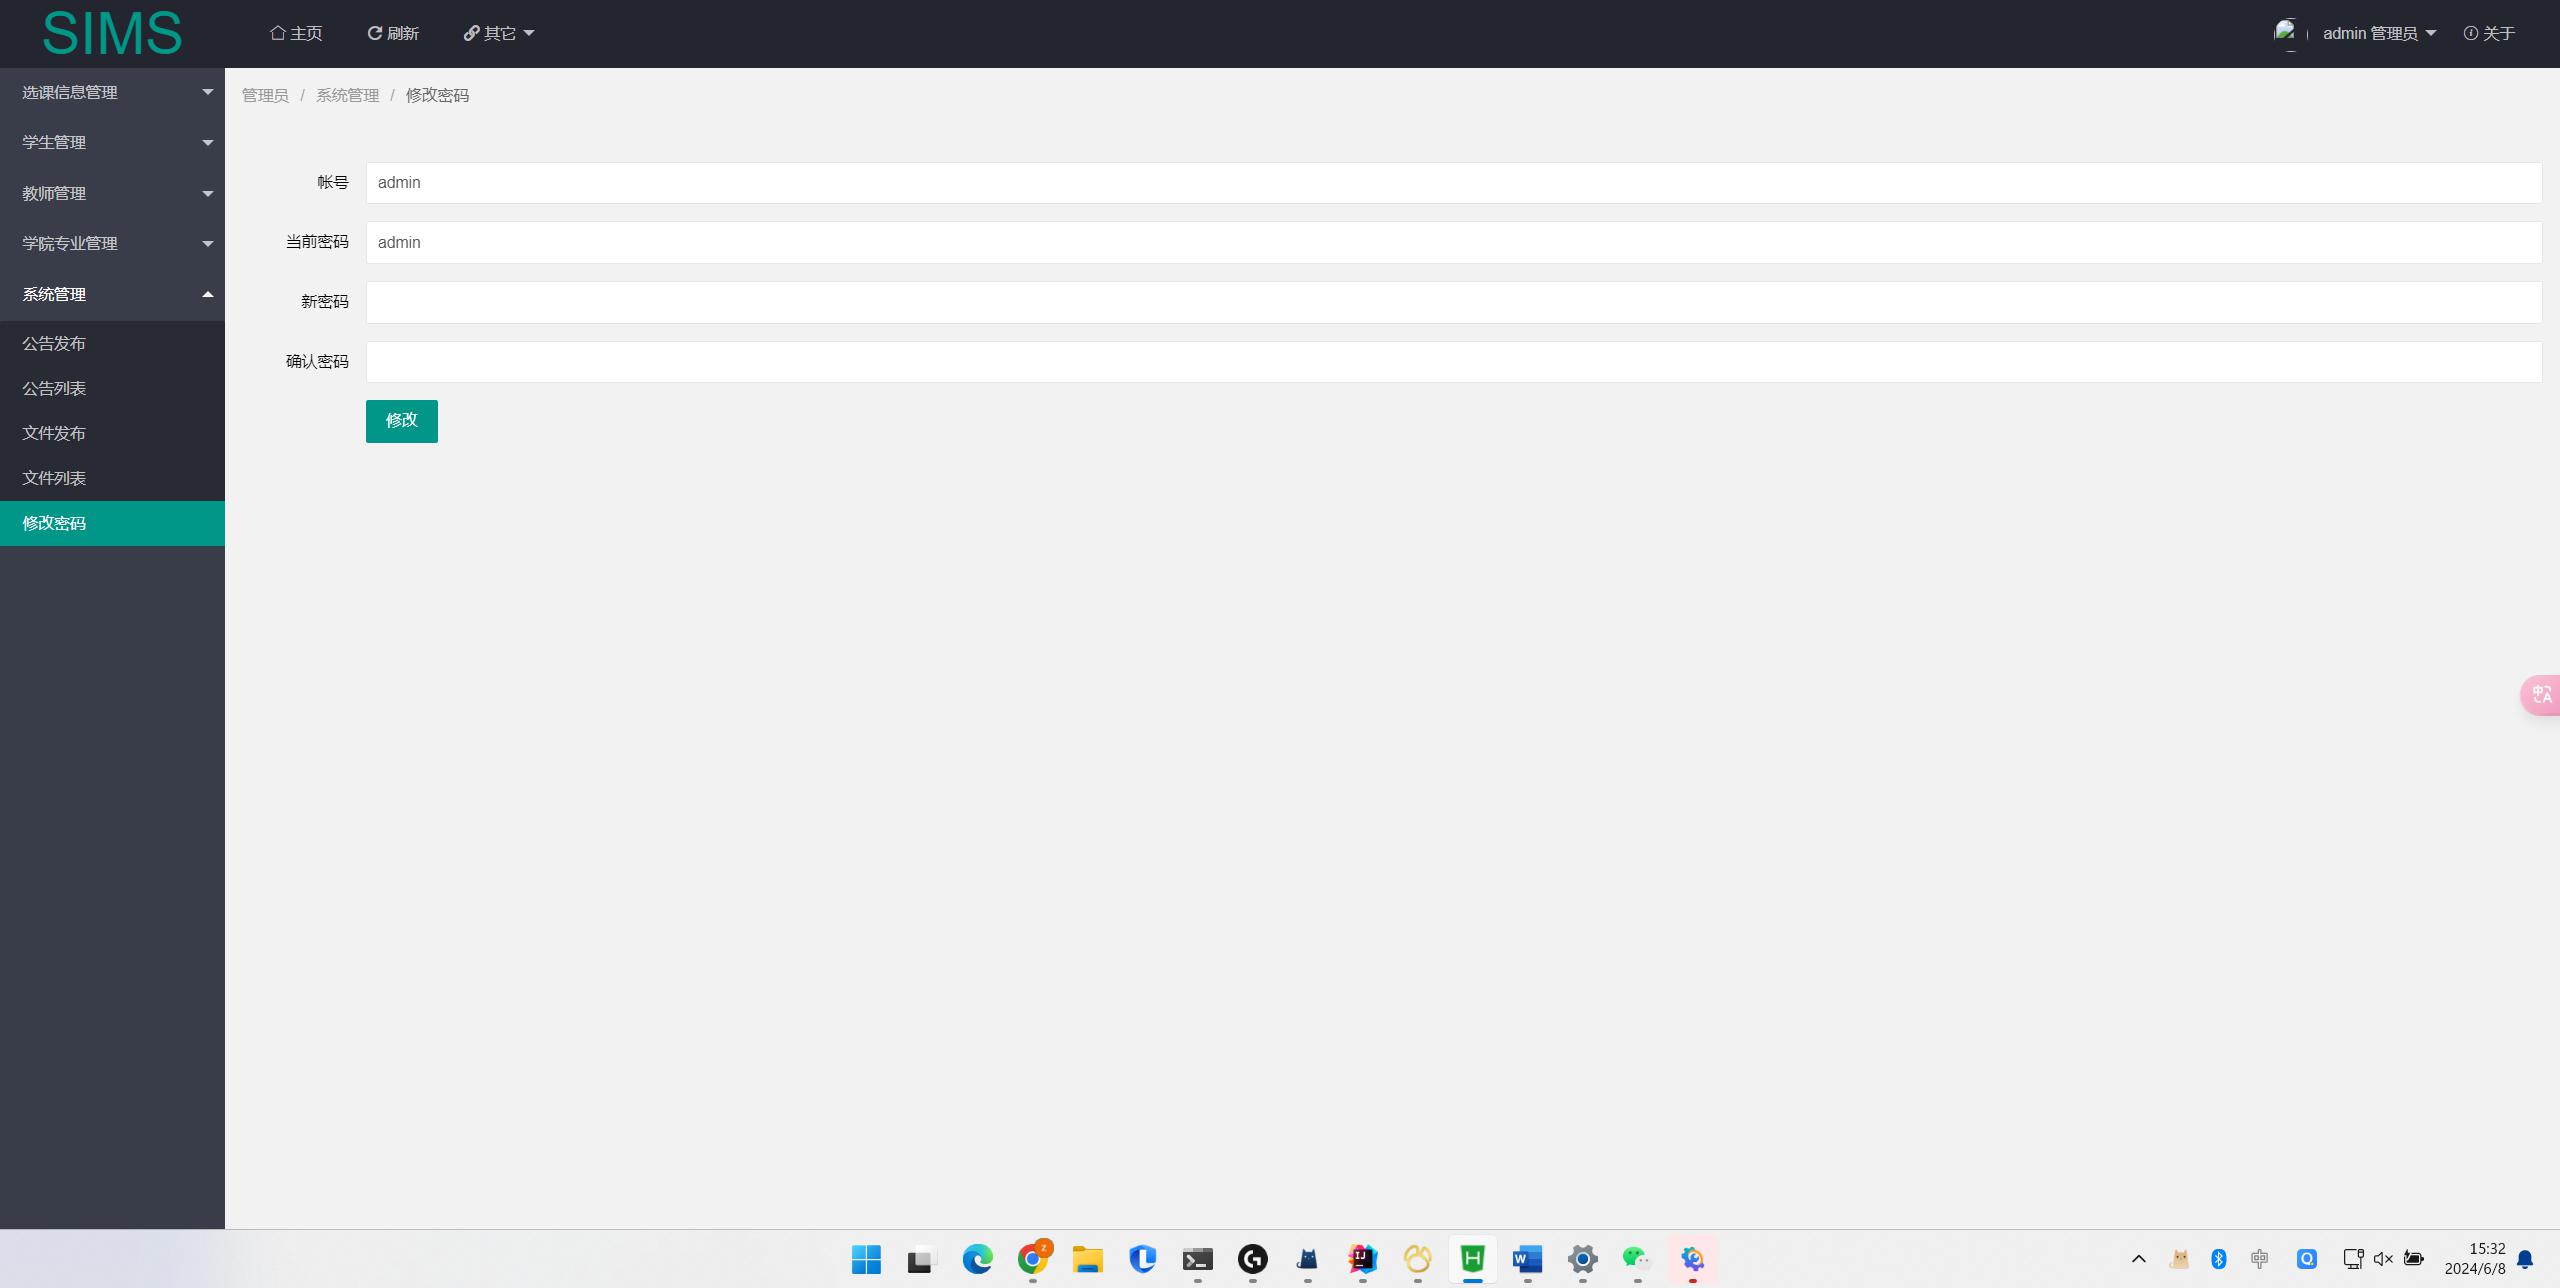 SIMS
主页
刷新
其它
admin 管理员
关于
选课信息管理
学生管理
教师管理
学院专业管理
系统管理
公告发布
公告列表
文件发布
文件列表
修改密码
管理员 / 系统管理 / 修改密码
帐号
admin
当前密码
admin
新密码
确认密码
修改
15:32
2024/6/8